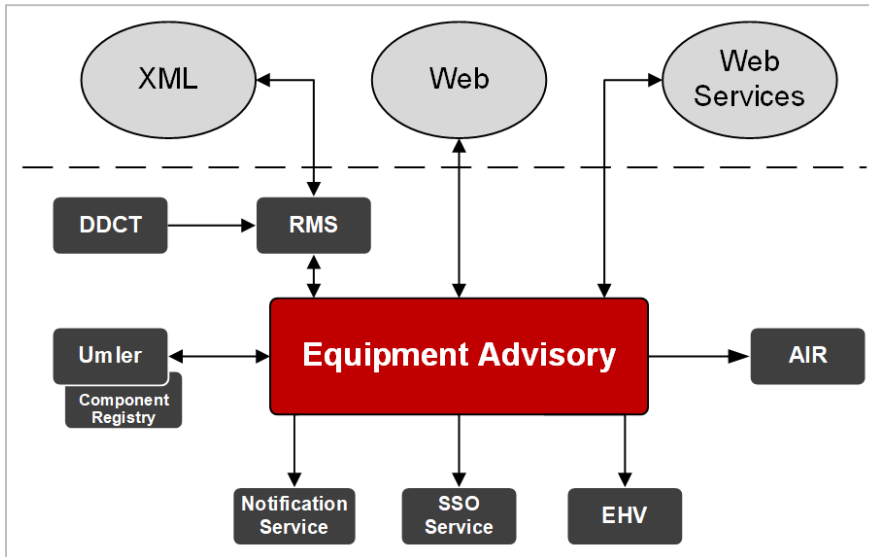 XML
Web
Web
Services
DDCT
RMS
Umler
Component
Registry
Equipment Advisory
AIR
Notification
Service
SSO
Service
EHV